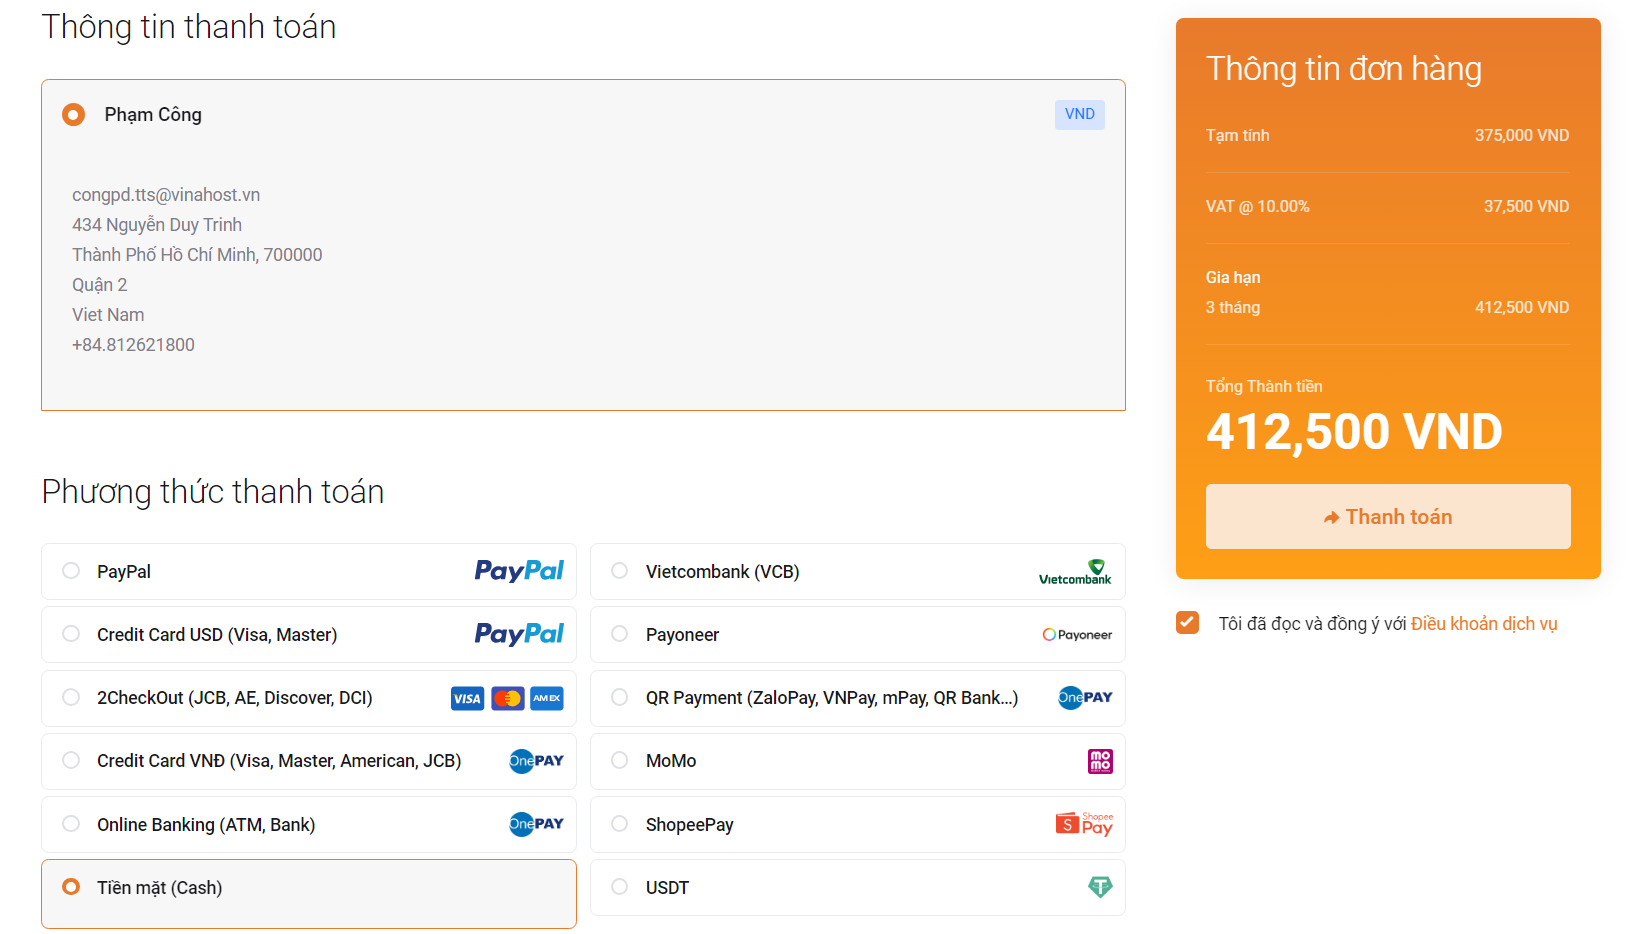 Thông tin thanh toán
Phạm Công
VND
congpd.tts@vinahost.vn
434 Nguyễn Duy Trinh
Thành Phố Hồ Chí Minh, 700000
Quận 2
Viet Nam
+84.812621800
Phương thức thanh toán
PayPal PayPal
Vietcombank (VCB) Vietcombank
Credit Card USD (Visa, Master) PayPal
Payoneer Payoneer
2CheckOut (JCB, AE, Discover, DCI) VISA AMEX
QR Payment (ZaloPay, VNPay, mPay, QR Bank...) OnePAY
Credit Card VNĐ (Visa, Master, American, JCB) OnePAY
MoMo mo mo
Online Banking (ATM, Bank) OnePAY
ShopeePay S Shopee Pay
Tiền mặt (Cash)
USDT T
Thông tin đơn hàng
Tạm tính 375,000 VND
VAT @ 10.00% 37,500 VND
Gia hạn
3 tháng 412,500 VND
Tổng Thành tiền
412,500 VND
Thanh toán
Tôi đã đọc và đồng ý với Điều khoản dịch vụ